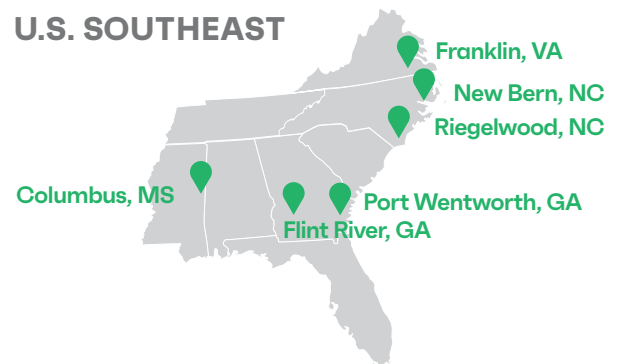 U.S. SOUTHEAST
Franklin, VA
New Bern, NC
Riegelwood, NC
Columbus, MS
Port Wentworth, GA
Flint River, GA